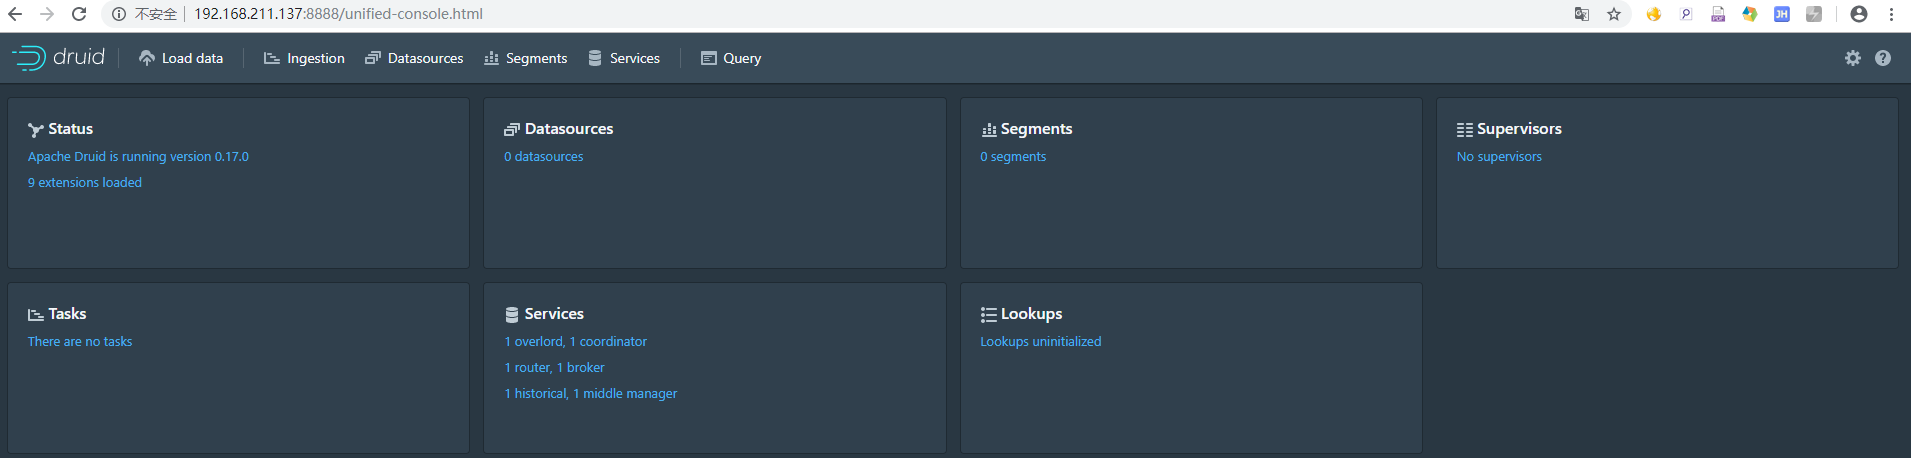 不安全 192.168.211.137:8888/unified-console.html
druid Load data Ingestion Datasources Segments Services Query
Status
Apache Druid is running version 0.17.0
9 extensions loaded
Datasources
0 datasources
Segments
0 segments
Supervisors
No supervisors
Tasks
There are no tasks
Services
1 overlord, 1 coordinator
1 router, 1 broker
1 historical, 1 middle manager
Lookups
Lookups uninitialized